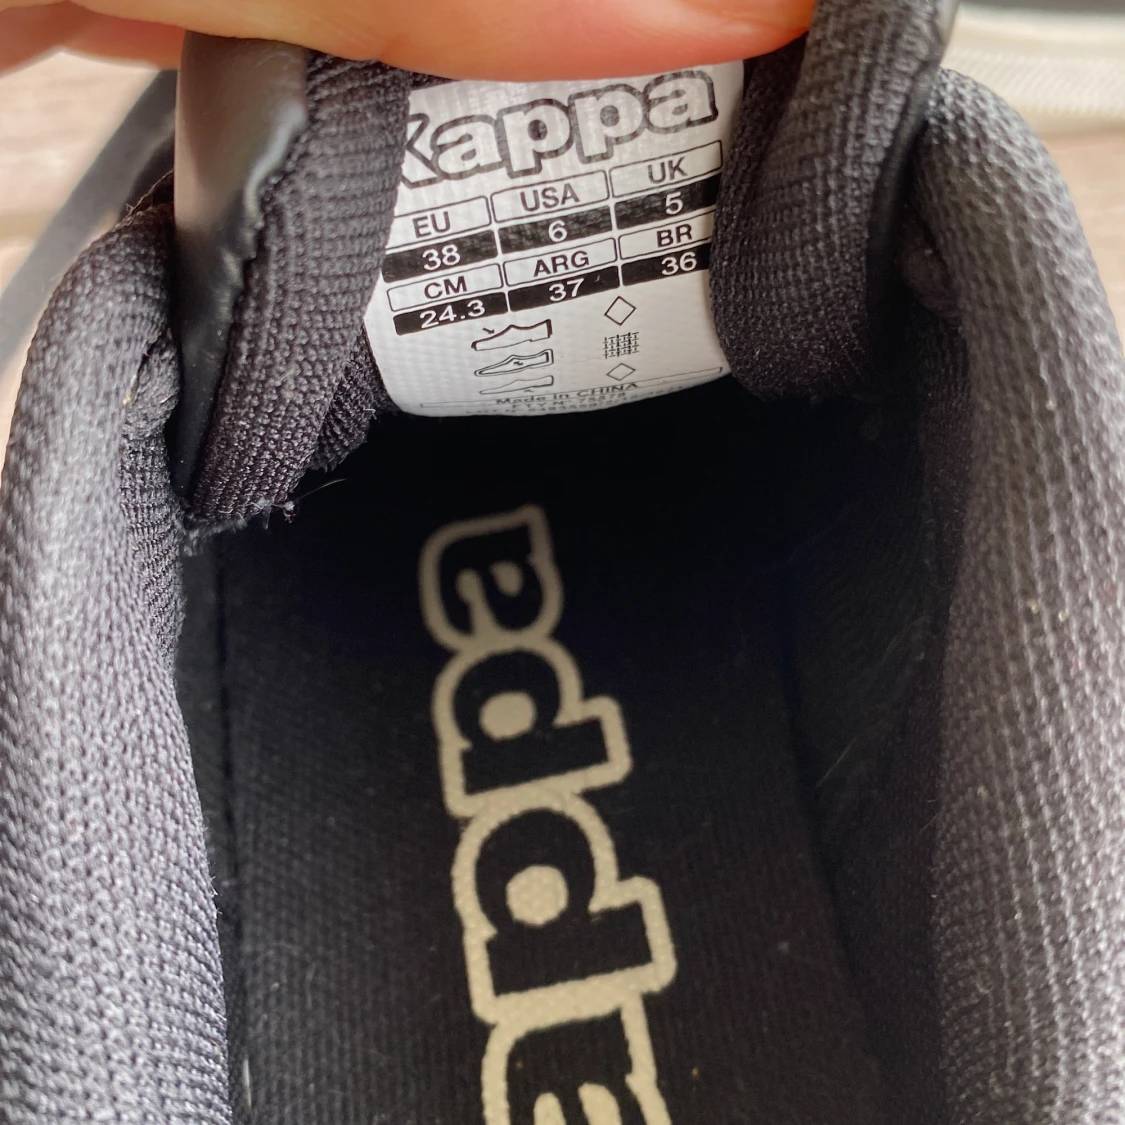 Kappa
EU USA UK
38 6 5
CM ARG BR
24.3 37 36
Made in CHINA
kappa